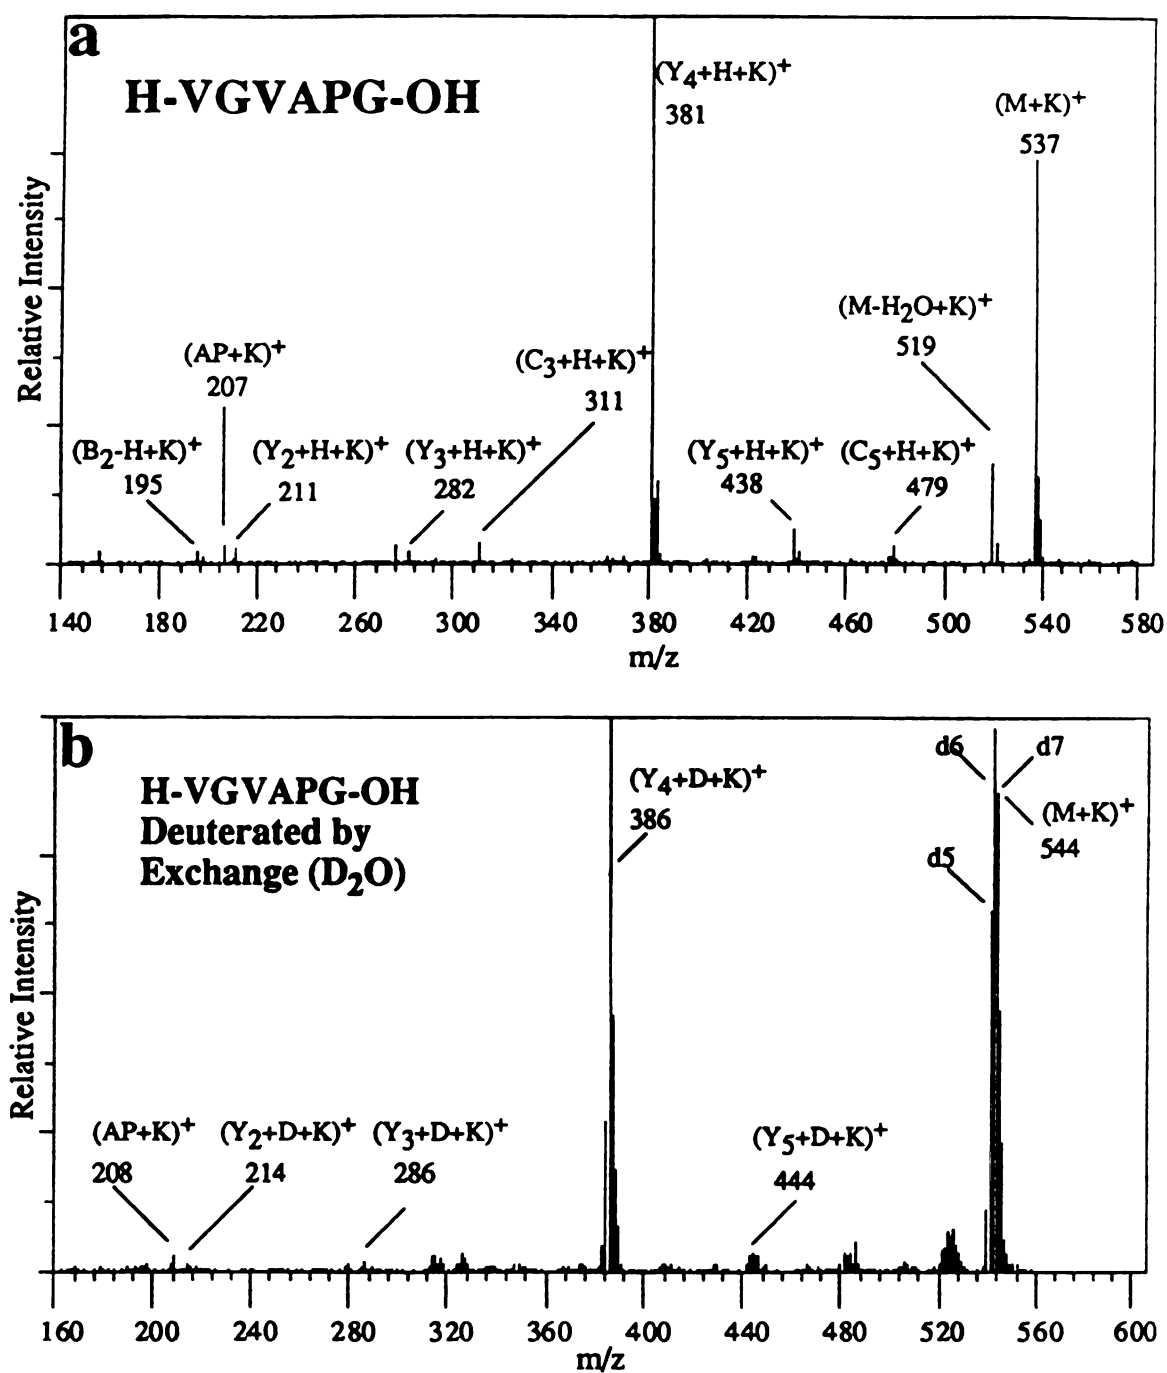 a
H-VGVAPG-OH
(Y4+H+K)+
381
(M+K)+
537
(M-H2O+K)+
519
(AP+K)+
207
(C3+H+K)+
311
(B2-H+K)+
195
(Y2+H+K)+
211
(Y3+H+K)+
282
(Y5+H+K)+
438
(C5+H+K)+
479
Relative Intensity
140 180 220 260 300 340 380 420 460 500 540 580
m/z
b
H-VGVAPG-OH
Deuterated by
Exchange (D2O)
(Y4+D+K)+
386
d6
d7
(M+K)+
544
d5
(AP+K)+
208
(Y2+D+K)+
214
(Y3+D+K)+
286
(Y5+D+K)+
444
Relative Intensity
160 200 240 280 320 360 400 440 480 520 560 600
m/z